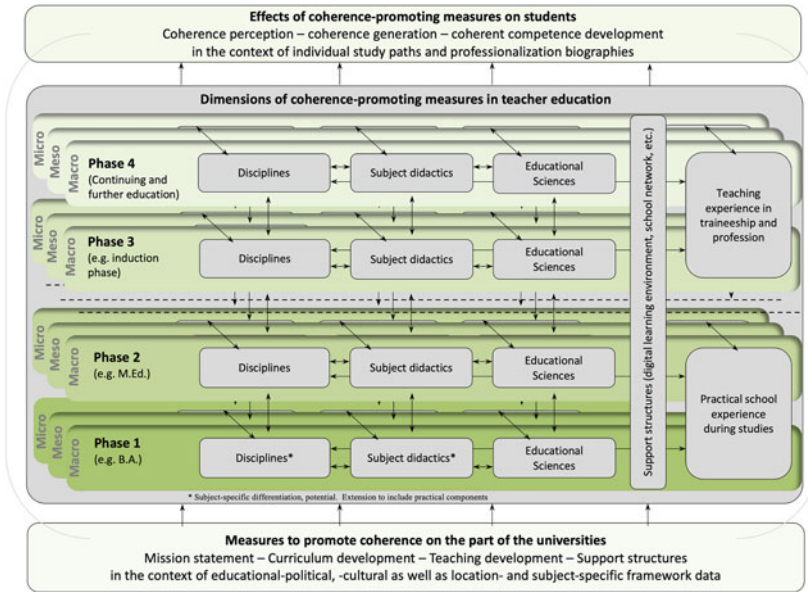 Effects of coherence-promoting measures on students
Coherence perception – coherence generation – coherent competence development
in the context of individual study paths and professionalization biographies
Dimensions of coherence-promoting measures in teacher education
Micro
Meso
Macro
Phase 4
(Continuing and
further education)
Disciplines
Subject didactics
Educational
Sciences
Micro
Meso
Macro
Phase 3
(e.g. induction
phase)
Disciplines
Subject didactics
Educational
Sciences
Teaching
experience in
traineeship and
profession
Support structures (digital learning environment, school network, etc.)
Micro
Meso
Macro
Phase 2
(e.g. M.Ed.)
Disciplines
Subject didactics
Educational
Sciences
Micro
Meso
Macro
Phase 1
(e.g. B.A.)
Disciplines*
Subject didactics*
Educational
Sciences
Practical school
experience
during studies
* Subject-specific differentiation, potential. Extension to include practical components
Measures to promote coherence on the part of the universities
Mission statement – Curriculum development – Teaching development – Support structures
in the context of educational-political, -cultural as well as location- and subject-specific framework data